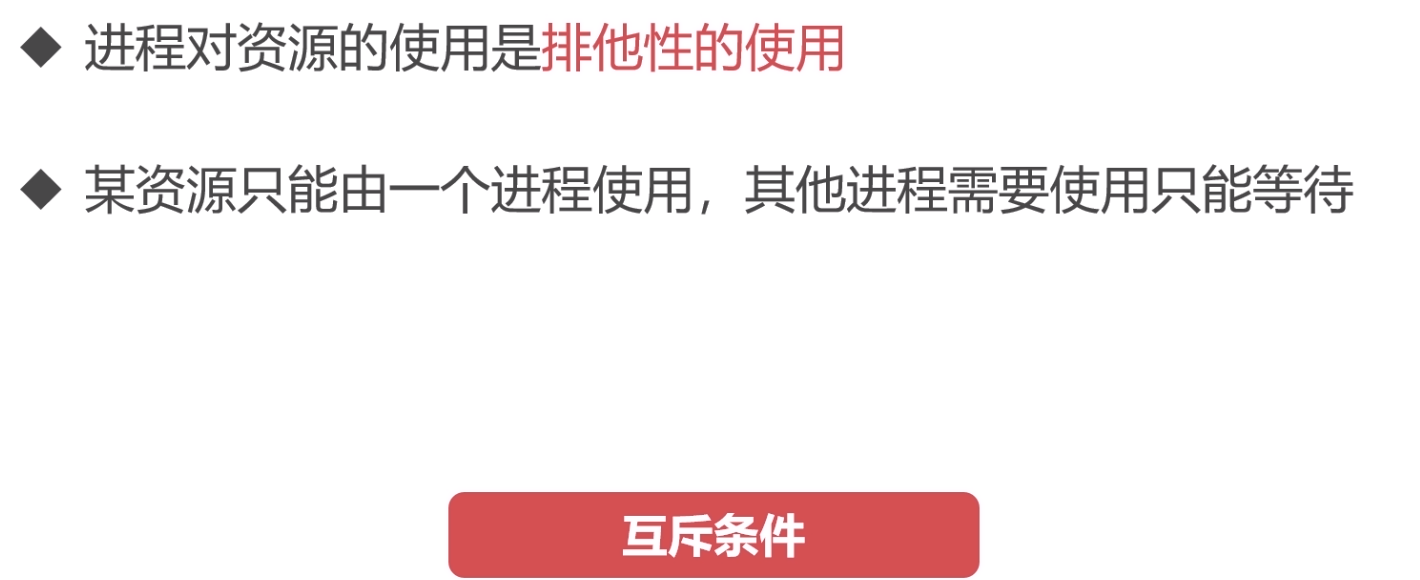 ◆ 进程对资源的使用是排他性的使用
◆ 某资源只能由一个进程使用，其他进程需要使用只能等待
互斥条件